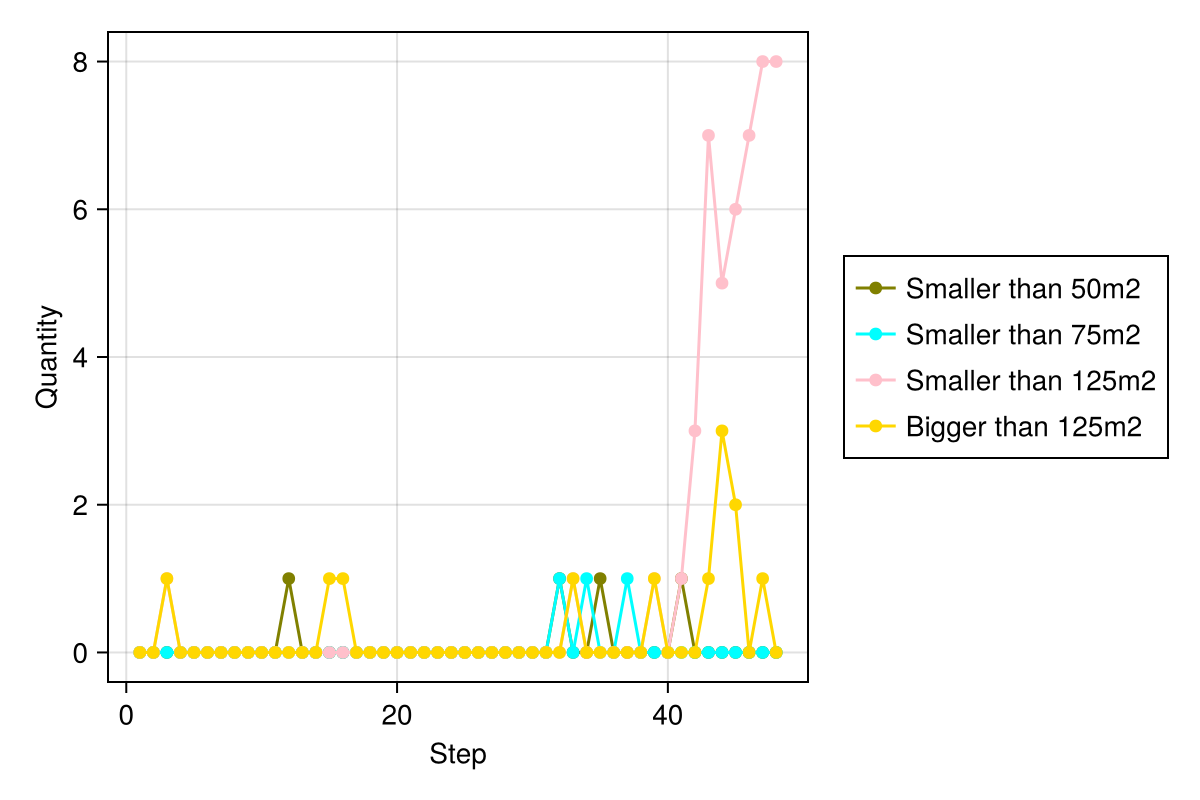 8
6
4
2
0
Quantity
0 20 40
Step
Smaller than 50m2
Smaller than 75m2
Smaller than 125m2
Bigger than 125m2